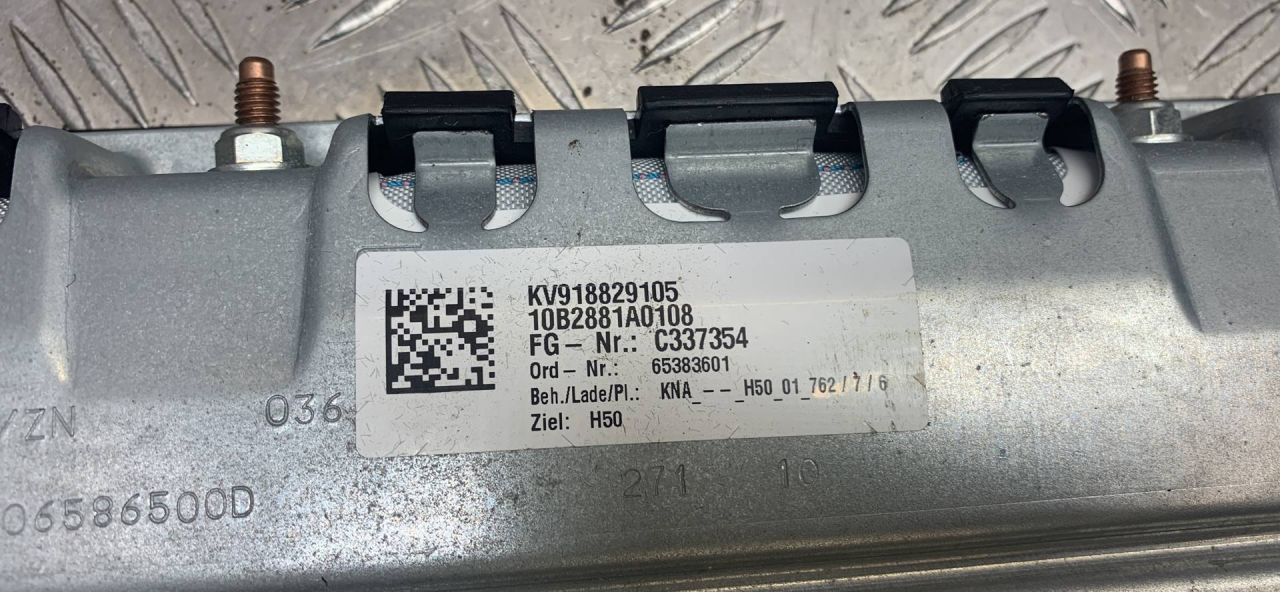 KV918829105
10B2881A0108
FG – Nr.: C337354
Ord – Nr.: 65383601
Beh./Lade/Pl.: KNA_ – – _H50_01_762 / 7 / 6
Ziel: H50
/ZN 036
271 10
06586500D